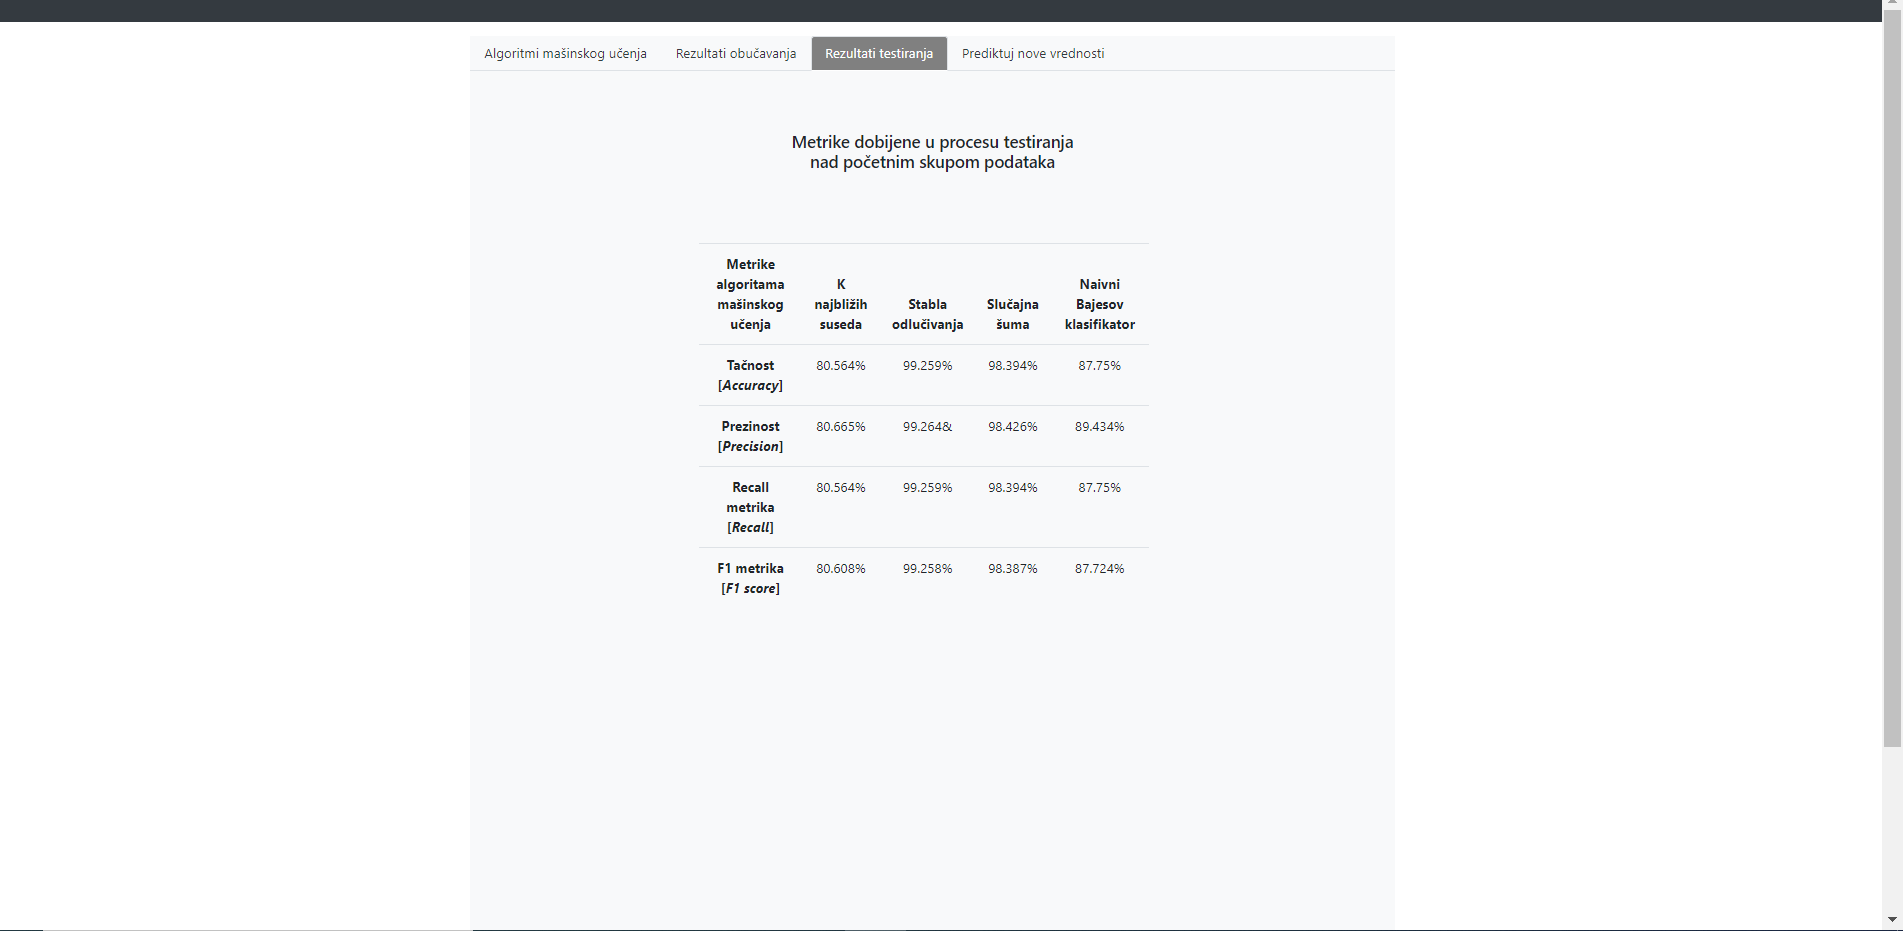 Algoritmi mašinskog učenja Rezultati obučavanja Rezultati testiranja Prediktuj nove vrednosti
Metrike dobijene u procesu testiranja
nad početnim skupom podataka
Metrike
algoritama
mašinskog
učenja
K
najbližih
suseda
Stabla
odlučivanja
Slučajna
šuma
Naivni
Bajesov
klasifikator
Tačnost
[Accuracy]
80.564% 99.259% 98.394% 87.75%
Prezinost
[Precision]
80.665% 99.264& 98.426% 89.434%
Recall
metrika
[Recall]
80.564% 99.259% 98.394% 87.75%
F1 metrika
[F1 score]
80.608% 99.258% 98.387% 87.724%